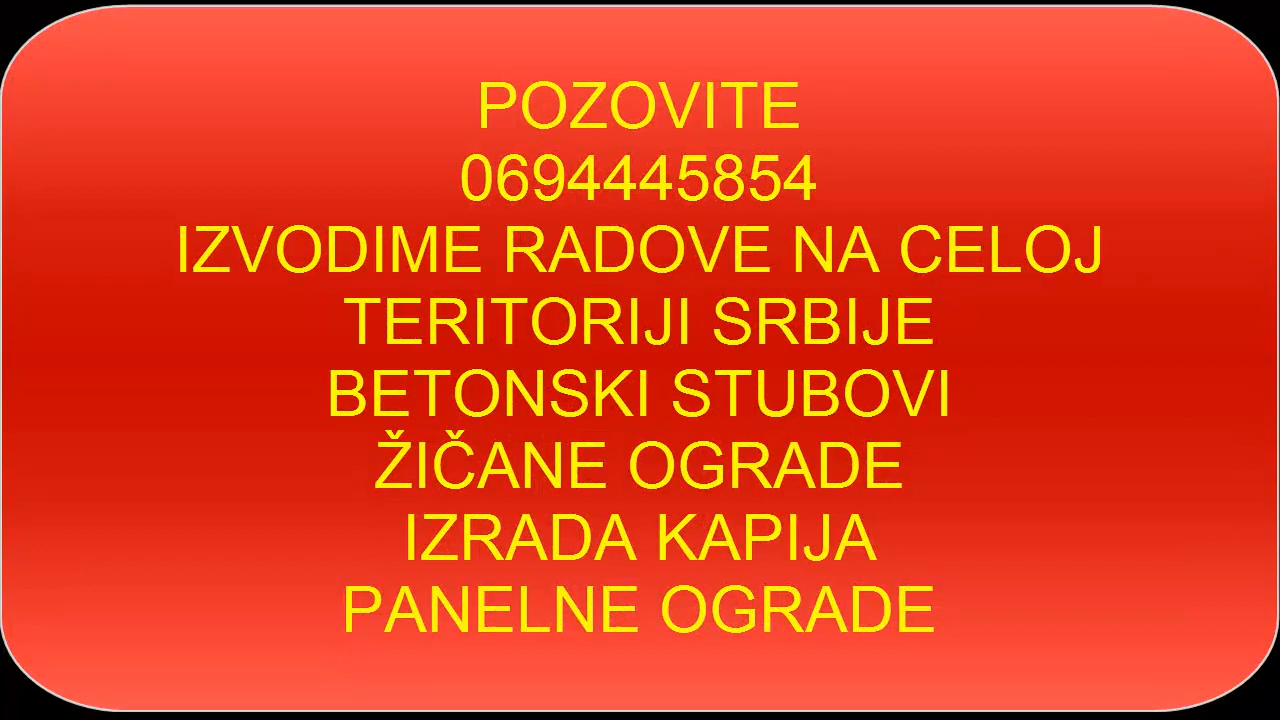 POZOVITE
0694445854
IZVODIME RADOVE NA CELOJ
TERITORIJI SRBIJE
BETONSKI STUBOVI
ŽIČANE OGRADE
IZRADA KAPIJA
PANELNE OGRADE